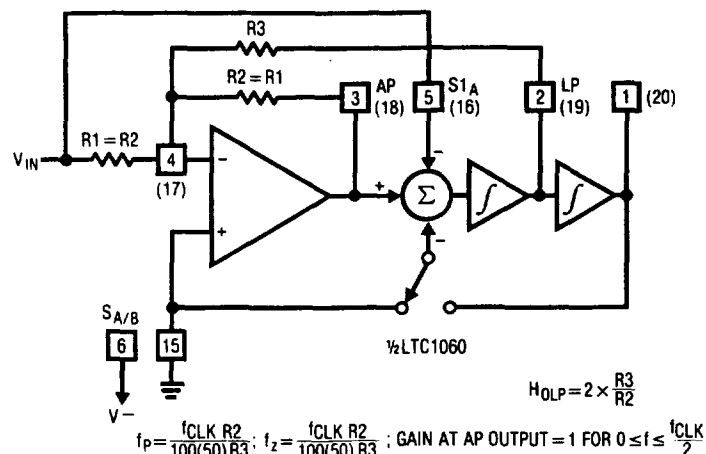 R3
R2 = R1
3
AP
(18)
5
S1A
(16)
2
LP
(19)
1
(20)
VIN
R1 = R2
4
(17)
−
+
+
−
Σ
−
∫
∫
SA/B
6
15
V−
½ LTC1060
HOLP = 2 × R3/R2
fP = fCLK R2/100(50) R3 ; fz = fCLK R2/100(50) R3 ; GAIN AT AP OUTPUT = 1 FOR 0 ≤ f ≤ fCLK/2